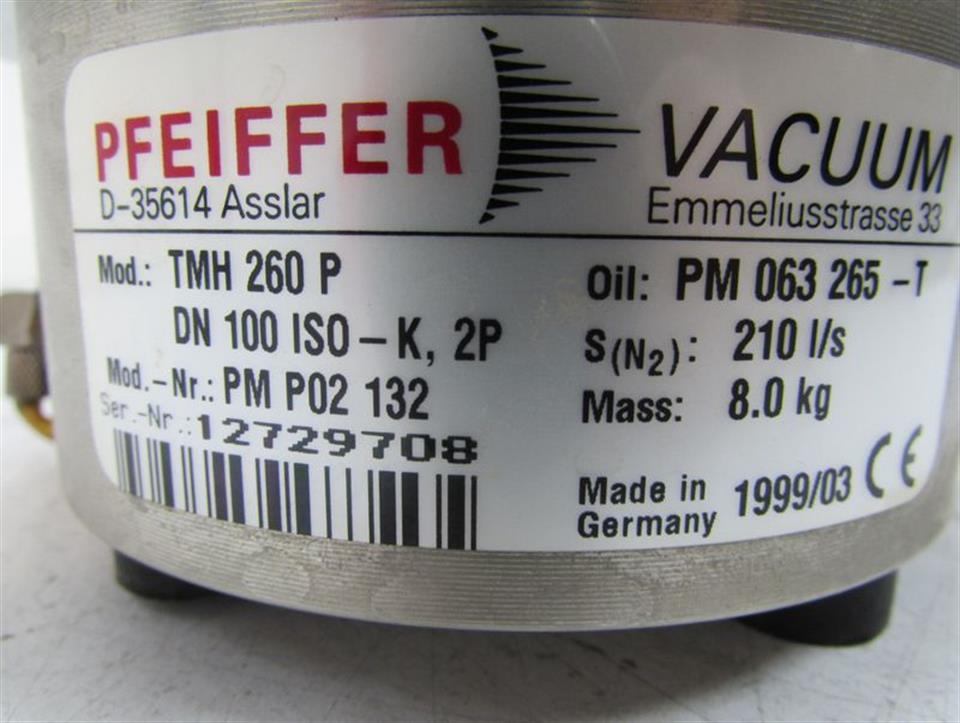 PFEIFFER VACUUM
D-35614 Asslar Emmeliusstrasse 33
Mod.: TMH 260 P
DN 100 ISO-K, 2P
Mod.-Nr.: PM P02 132
Ser.-Nr.: 12729708
Oil: PM 063 265-T
S(N2): 210 l/s
Mass: 8.0 kg
Made in
Germany 1999/03 CE